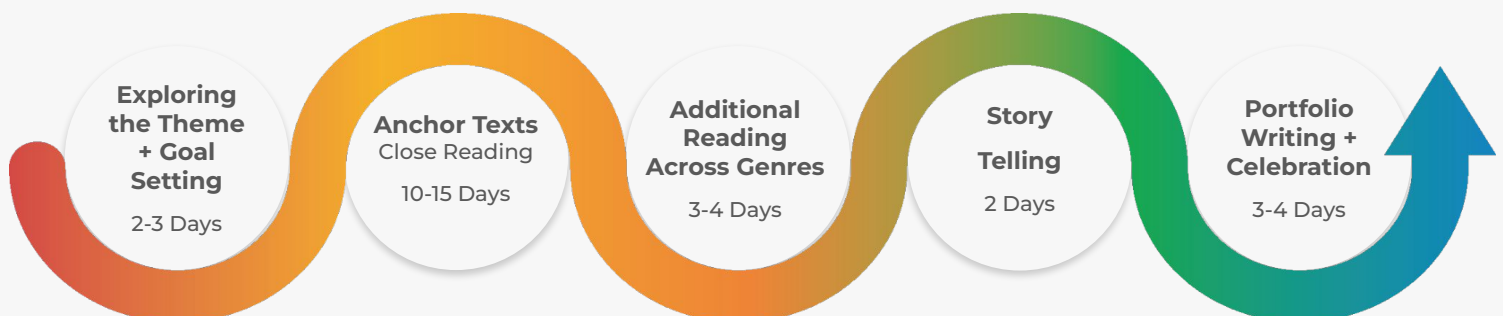 Exploring
the Theme
+ Goal
Setting
2-3 Days
Anchor Texts
Close Reading
10-15 Days
Additional
Reading
Across Genres
3-4 Days
Story
Telling
2 Days
Portfolio
Writing +
Celebration
3-4 Days